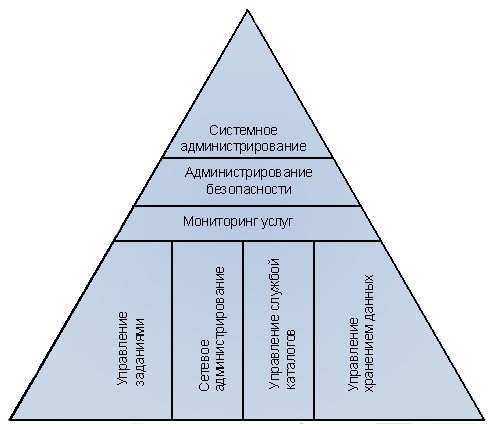 Системное
администрирование
Администрирование
безопасности
Мониторинг услуг
Управление
заданиями
Сетевое
администрирование
Управление службой
каталогов
Управление
хранением данных